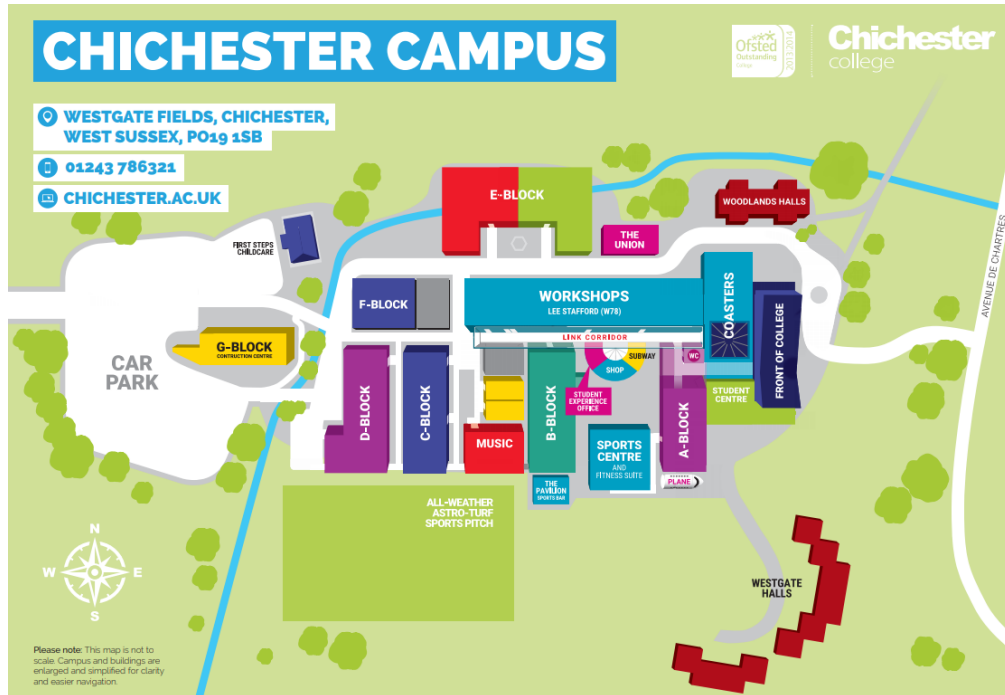 CHICHESTER CAMPUS
Ofsted
Outstanding
College
2013|2014
Chichester
college
WESTGATE FIELDS, CHICHESTER,
WEST SUSSEX, PO19 1SB
01243 786321
CHICHESTER.AC.UK
E-BLOCK
WOODLANDS HALLS
THE
UNION
FIRST STEPS
CHILDCARE
AVENUE DE CHARTRES
F-BLOCK
WORKSHOPS
LEE STAFFORD (W78)
COASTERS
FRONT OF COLLEGE
LINK CORRIDOR
G-BLOCK
CONTRUCTION CENTRE
CAR
PARK
SUBWAY
WC
SHOP
STUDENT
EXPERIENCE
OFFICE
STUDENT
CENTRE
D-BLOCK
C-BLOCK
MUSIC
B-BLOCK
A-BLOCK
SPORTS
CENTRE
AND
FITNESS SUITE
THE
PAVILION
SPORTS BAR
PLANE
ALL-WEATHER
ASTRO-TURF
SPORTS PITCH
N
W
E
S
WESTGATE
HALLS
Please note: This map is not to
scale. Campus and buildings are
enlarged and simplified for clarity
and easier navigation.